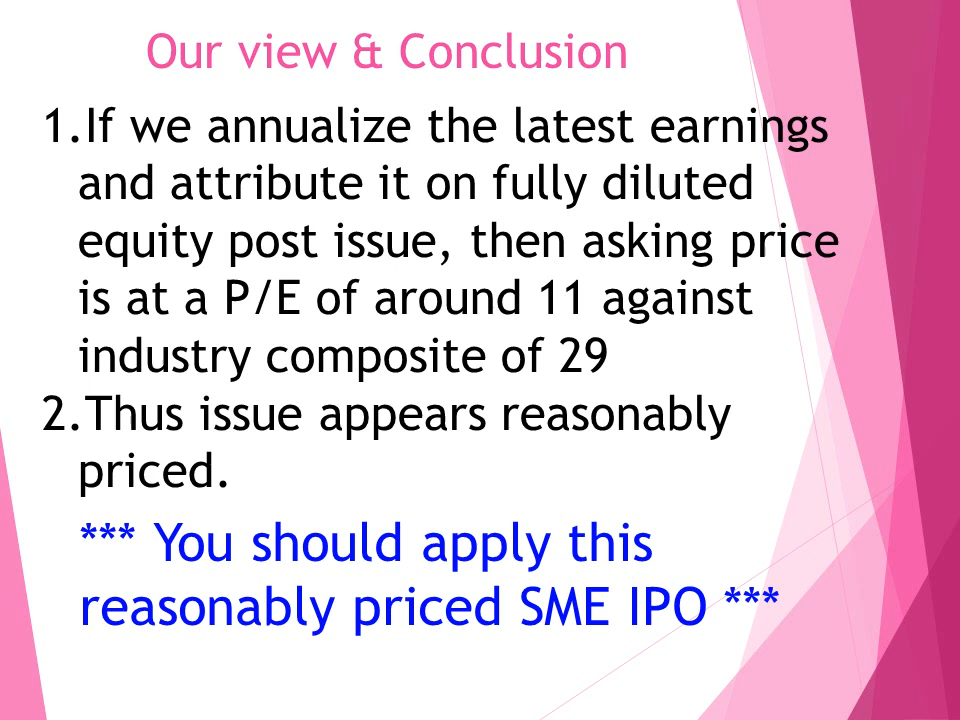 Our view & Conclusion
1.If we annualize the latest earnings
and attribute it on fully diluted
equity post issue, then asking price
is at a P/E of around 11 against
industry composite of 29
2.Thus issue appears reasonably
priced.
*** You should apply this
reasonably priced SME IPO ***